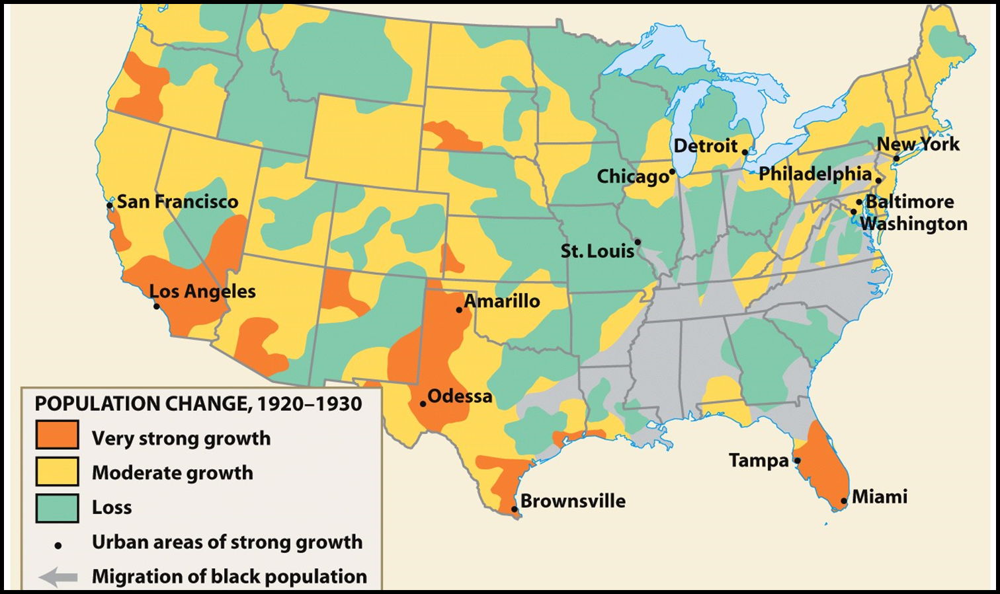 Detroit
New York
Chicago
Philadelphia
San Francisco
Baltimore
Washington
St. Louis
Los Angeles
Amarillo
Odessa
POPULATION CHANGE, 1920–1930
Very strong growth
Moderate growth
Loss
Urban areas of strong growth
Migration of black population
Tampa
Miami
Brownsville